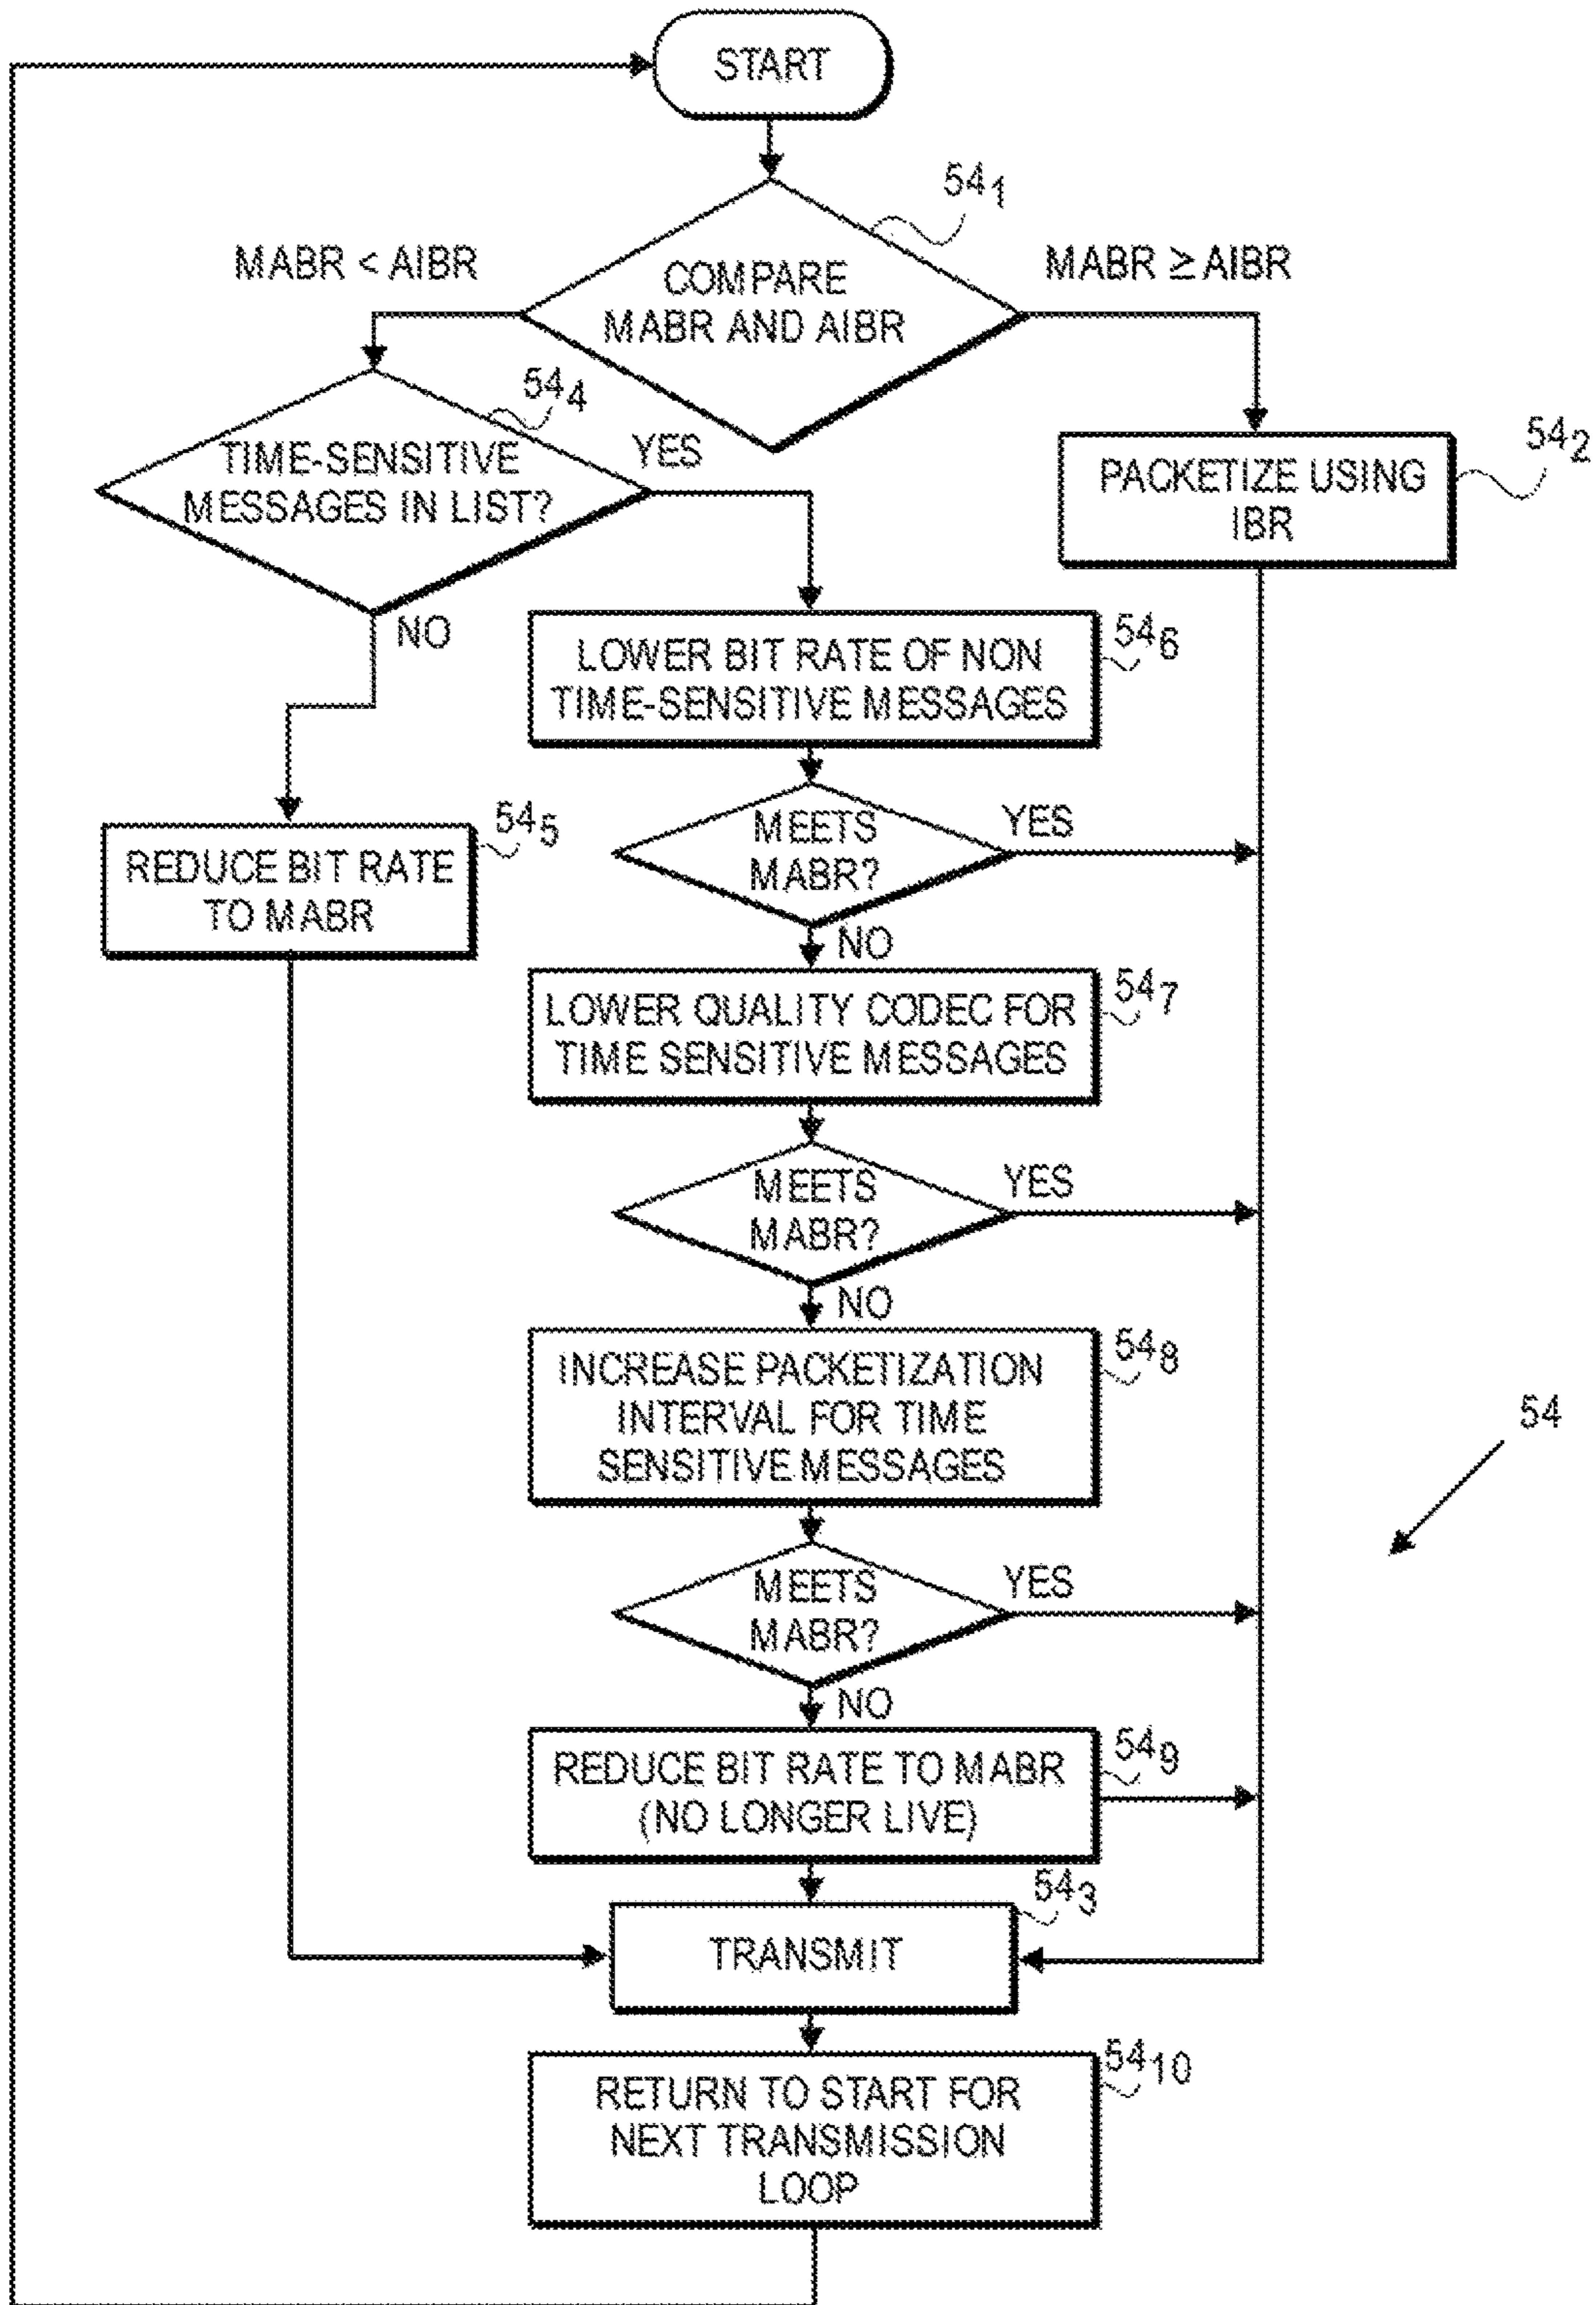 START
54₁
MABR < AIBR
MABR ≥ AIBR
COMPARE
MABR AND AIBR
54₄
TIME-SENSITIVE
MESSAGES IN LIST?
YES
NO
54₂
PACKETIZE USING
IBR
54₆
LOWER BIT RATE OF NON
TIME-SENSITIVE MESSAGES
54₅
REDUCE BIT RATE
TO MABR
MEETS
MABR?
YES
NO
54₇
LOWER QUALITY CODEC FOR
TIME SENSITIVE MESSAGES
MEETS
MABR?
YES
NO
54₈
INCREASE PACKETIZATION
INTERVAL FOR TIME
SENSITIVE MESSAGES
54
MEETS
MABR?
YES
NO
54₉
REDUCE BIT RATE TO MABR
(NO LONGER LIVE)
54₃
TRANSMIT
54₁₀
RETURN TO START FOR
NEXT TRANSMISSION
LOOP